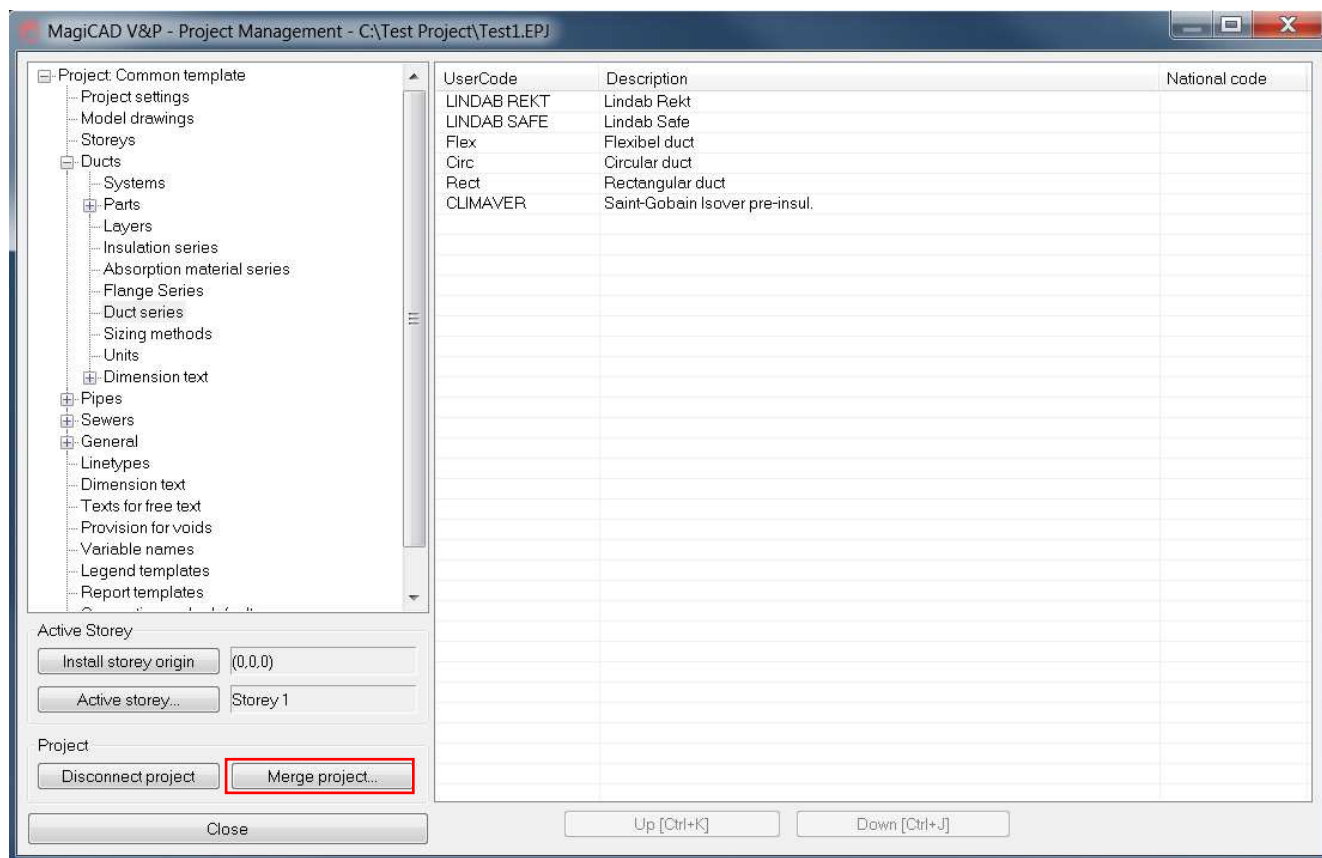 MagiCAD V&P - Project Management - C:\Test Project\Test1.EPJ
Project: Common template
Project settings
Model drawings
Storeys
Ducts
Systems
Parts
Layers
Insulation series
Absorption material series
Flange Series
Duct series
Sizing methods
Units
Dimension text
Pipes
Sewers
General
Linetypes
Dimension text
Texts for free text
Provision for voids
Variable names
Legend templates
Report templates
UserCode Description National code
LINDAB REKT Lindab Rekt
LINDAB SAFE Lindab Safe
Flex Flexibel duct
Circ Circular duct
Rect Rectangular duct
CLIMAVER Saint-Gobain Isover pre-insul.
Active Storey
Install storey origin (0,0,0)
Active storey... Storey 1
Project
Disconnect project Merge project...
Close
Up [Ctrl+K] Down [Ctrl+J]